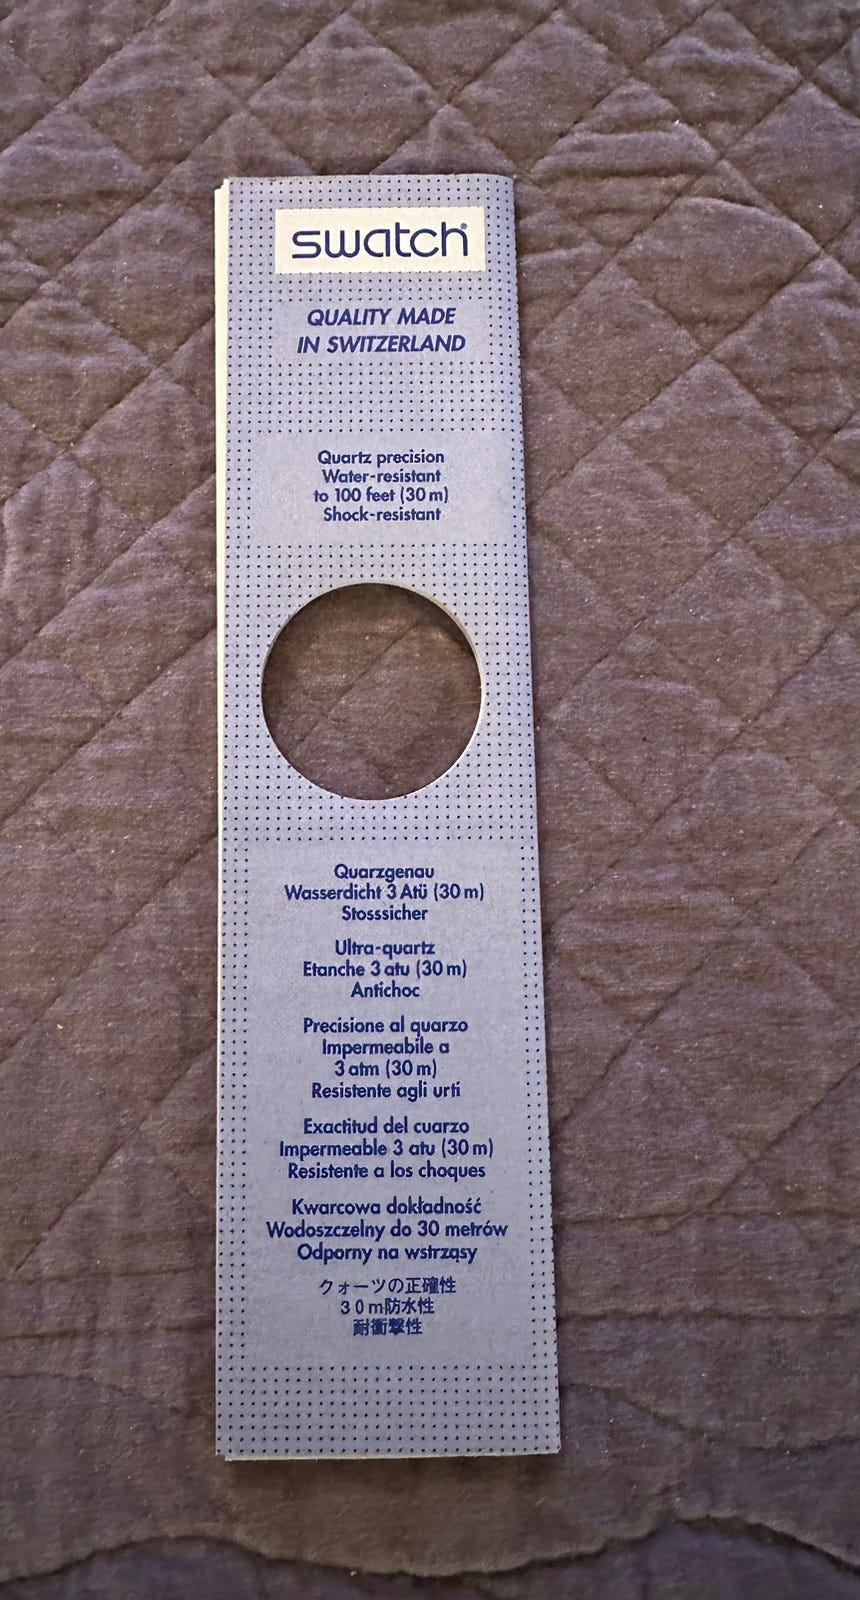 swatch®
QUALITY MADE
IN SWITZERLAND
Quartz precision
Water-resistant
to 100 feet (30 m)
Shock-resistant
Quarzgenau
Wasserdicht 3 Atü (30 m)
Stosssicher
Ultra-quartz
Etanche 3 atu (30 m)
Antichoc
Precisione al quarzo
Impermeabile a
3 atm (30 m)
Resistente agli urti
Exactitud del cuarzo
Impermeable 3 atu (30 m)
Resistente a los choques
Kwarcowa dokładność
Wodoszczelny do 30 metrów
Odporny na wstrząsy
クォーツの正確性
30m防水性
耐衝撃性